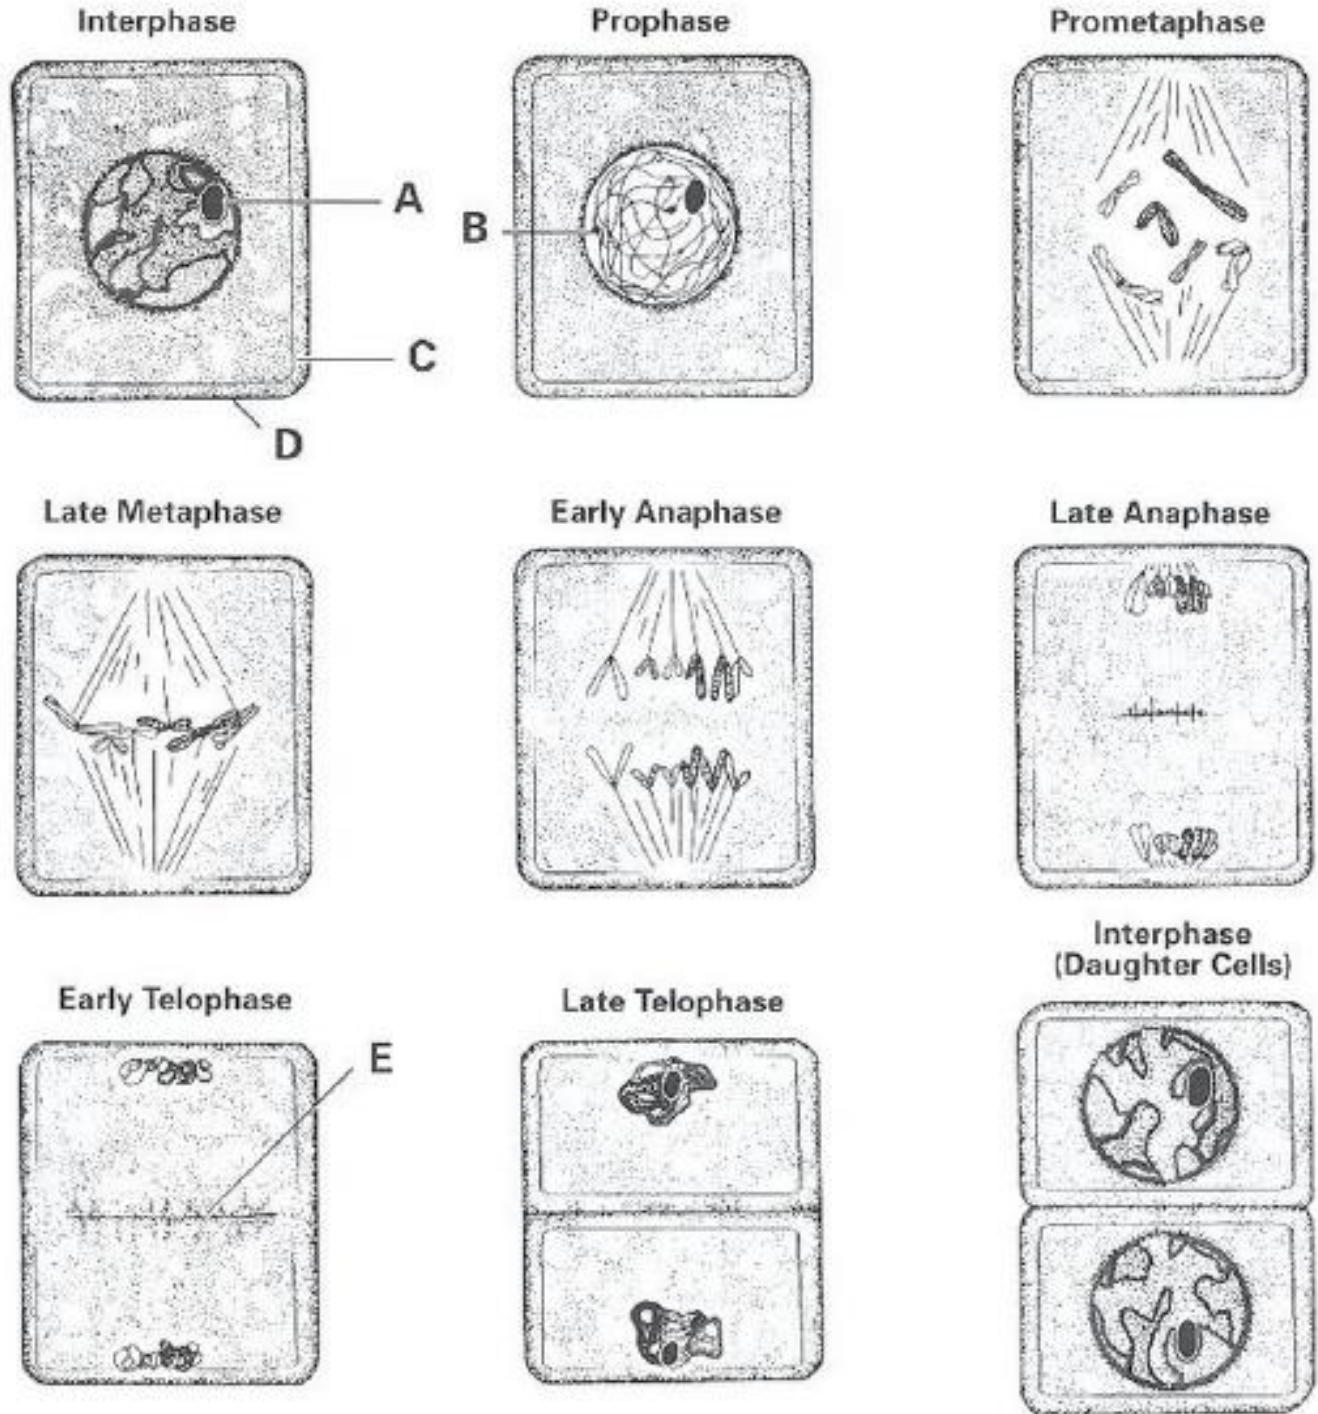 Interphase
Prophase
Prometaphase
A
B
C
D
Late Metaphase
Early Anaphase
Late Anaphase
Interphase
(Daughter Cells)
Early Telophase
Late Telophase
E